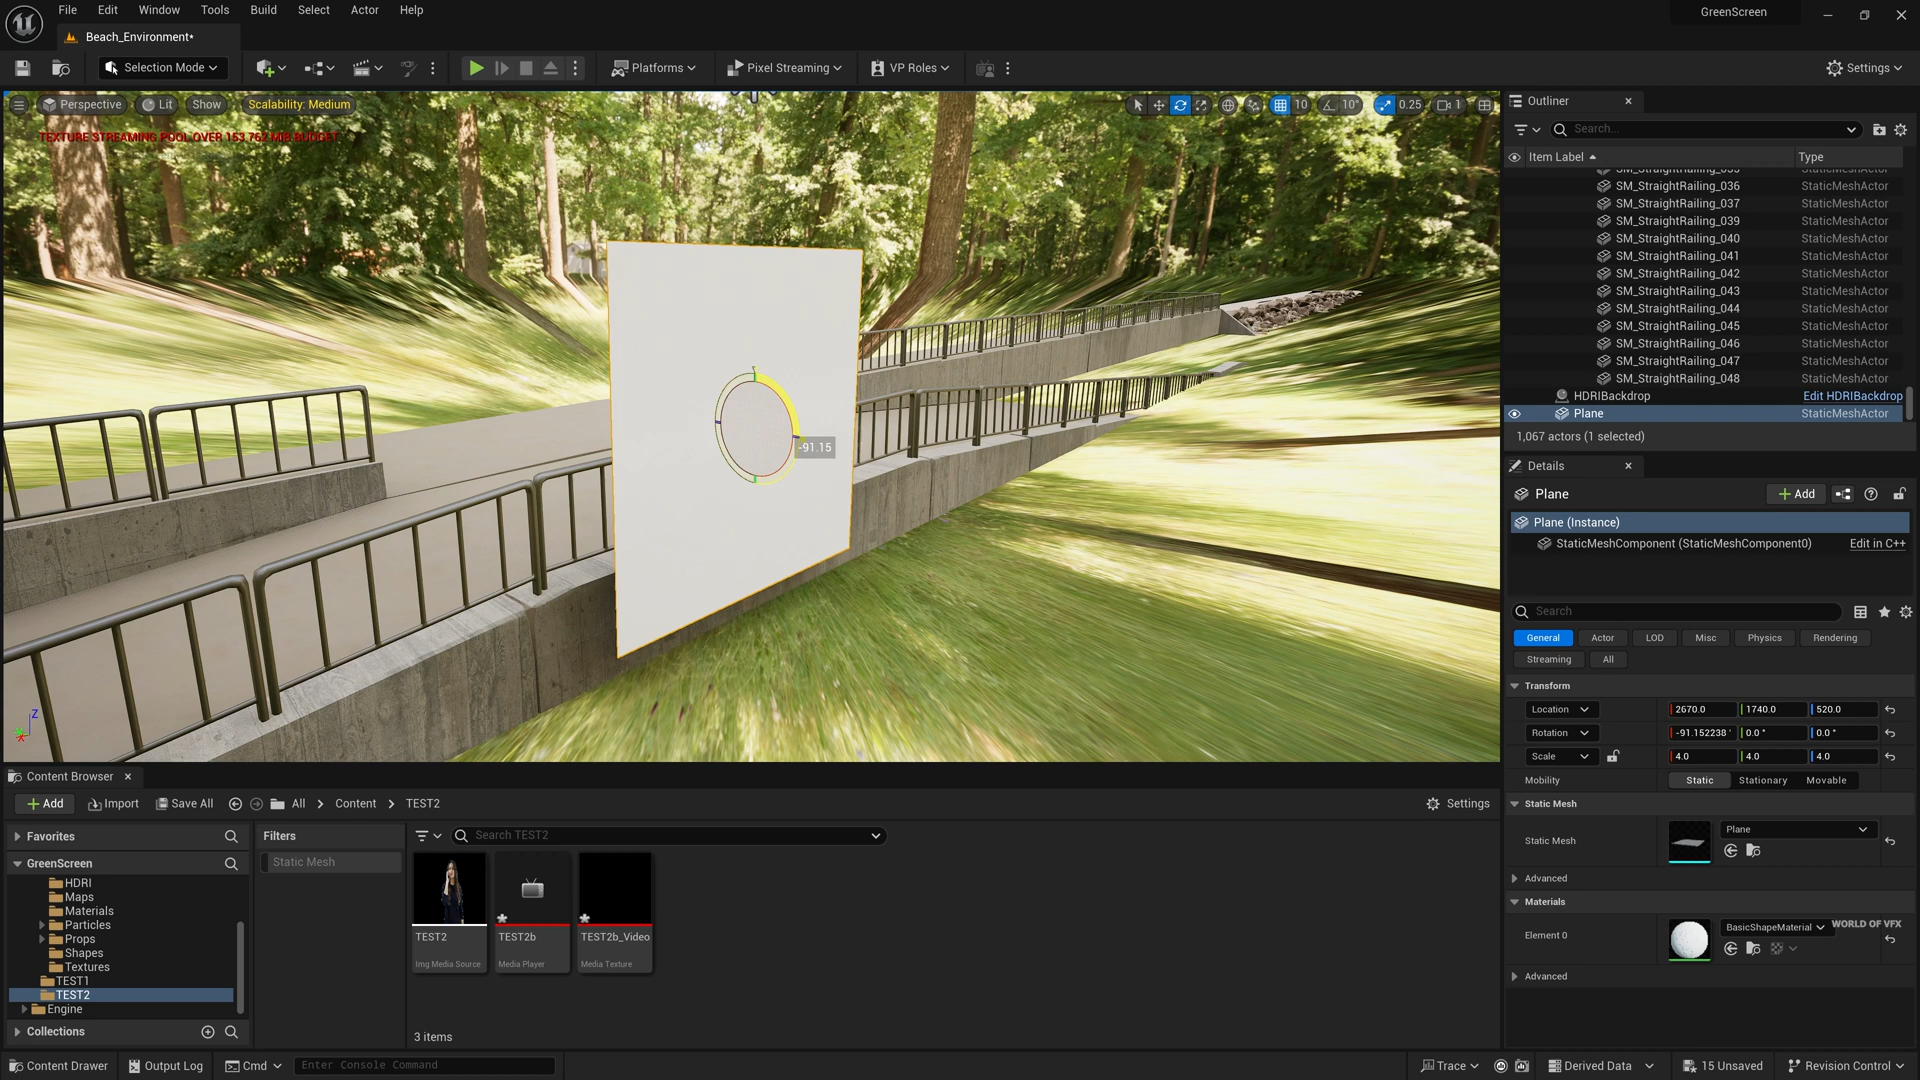 File Edit Window Tools Build Select Actor Help
GreenScreen
Beach_Environment*
Selection Mode
Platforms
Pixel Streaming
VP Roles
Settings
Perspective
Lit
Show
Scalability: Medium
10
10°
0.25
1
TEXTURE STREAMING POOL OVER 153.762 MiB BUDGET
-91.15
Z
Outliner
Search...
Item Label
Type
SM_StraightRailing_035 StaticMeshActor
SM_StraightRailing_036 StaticMeshActor
SM_StraightRailing_037 StaticMeshActor
SM_StraightRailing_039 StaticMeshActor
SM_StraightRailing_040 StaticMeshActor
SM_StraightRailing_041 StaticMeshActor
SM_StraightRailing_042 StaticMeshActor
SM_StraightRailing_043 StaticMeshActor
SM_StraightRailing_044 StaticMeshActor
SM_StraightRailing_045 StaticMeshActor
SM_StraightRailing_046 StaticMeshActor
SM_StraightRailing_047 StaticMeshActor
SM_StraightRailing_048 StaticMeshActor
HDRIBackdrop Edit HDRIBackdrop
Plane StaticMeshActor
1,067 actors (1 selected)
Details
Plane
Add
Plane (Instance)
StaticMeshComponent (StaticMeshComponent0) Edit in C++
Search
General Actor LOD Misc Physics Rendering
Streaming All
Transform
Location 2670.0 1740.0 520.0
Rotation -91.152238 ° 0.0 ° 0.0 °
Scale 4.0 4.0 4.0
Mobility Static Stationary Movable
Static Mesh
Static Mesh Plane
Advanced
Materials
Element 0 BasicShapeMaterial
WORLD OF VFX
Advanced
Content Browser
Add Import Save All All Content TEST2
Settings
Favorites
GreenScreen
HDRI
Maps
Materials
Particles
Props
Shapes
Textures
TEST1
TEST2
Engine
Collections
Filters
Static Mesh
Search TEST2
TEST2
Img Media Source
TEST2b
Media Player
TEST2b_Video
Media Texture
3 items
Content Drawer Output Log Cmd Enter Console Command
Trace Derived Data 15 Unsaved Revision Control